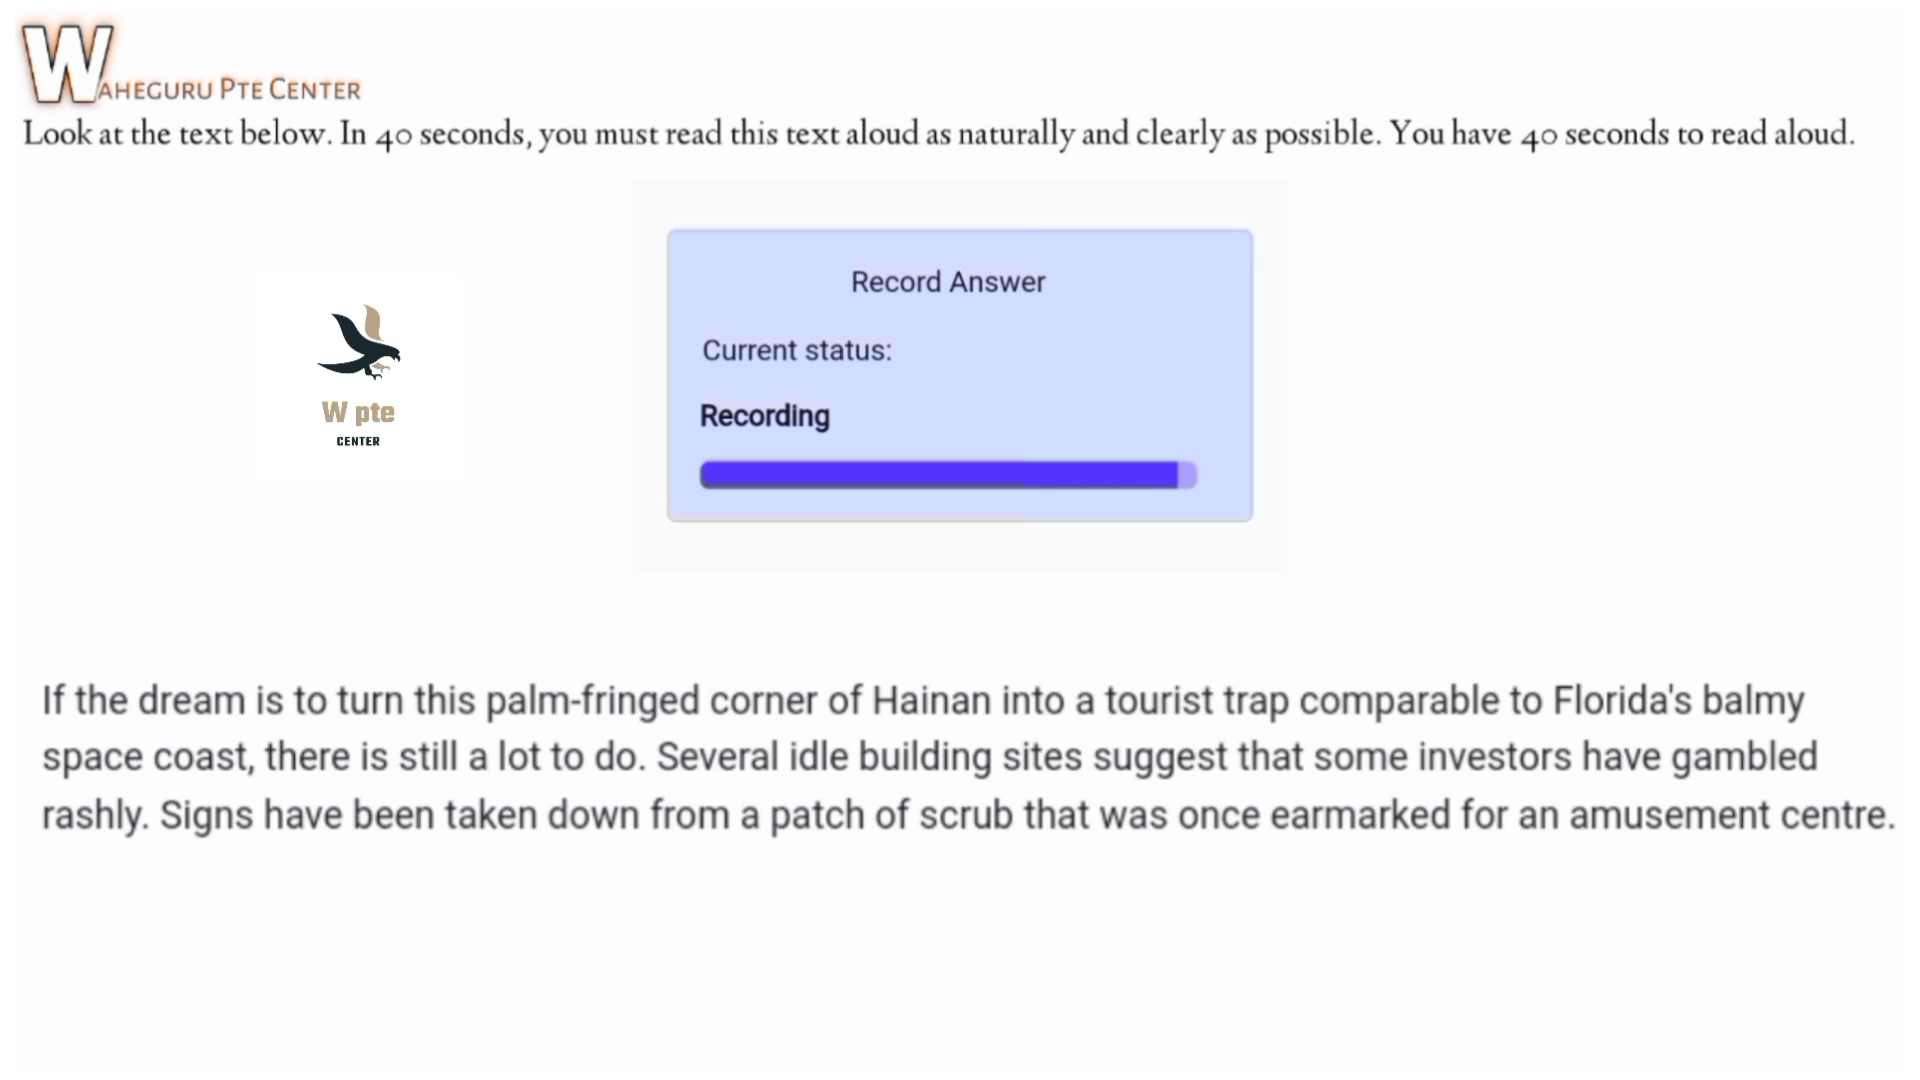 WAHEGURU PTE CENTER
Look at the text below. In 40 seconds, you must read this text aloud as naturally and clearly as possible. You have 40 seconds to read aloud.
Record Answer
Current status:
Recording
W pte
CENTER
If the dream is to turn this palm-fringed corner of Hainan into a tourist trap comparable to Florida's balmy
space coast, there is still a lot to do. Several idle building sites suggest that some investors have gambled
rashly. Signs have been taken down from a patch of scrub that was once earmarked for an amusement centre.